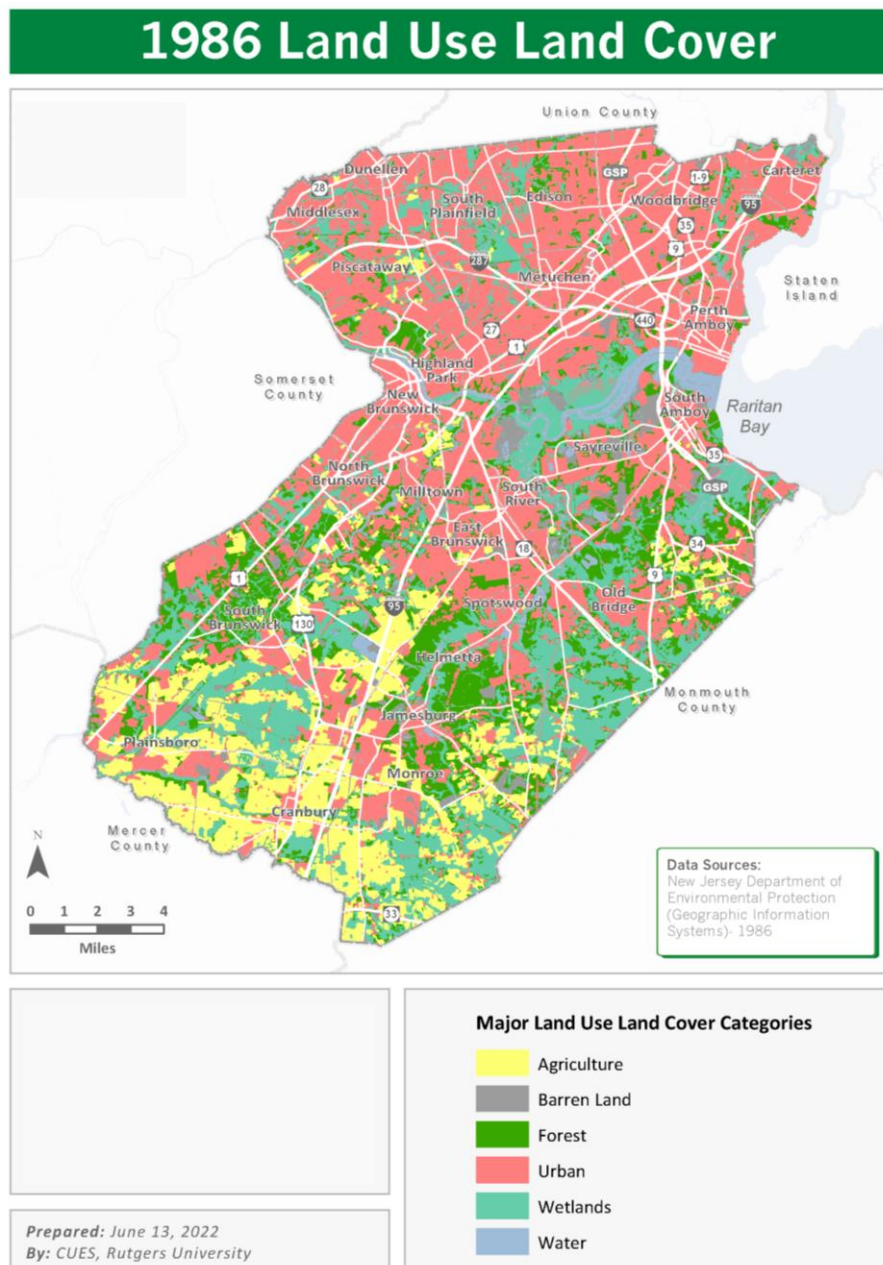 1986 Land Use Land Cover
Union County
Dunellen
28
Middlesex
South
Plainfield
Edison
GSP
Woodbridge
1-9
Carteret
95
35
9
Piscataway
287
Metuchen
Staten
Island
440
Perth
Amboy
27
1
Highland
Park
Somerset
County
New
Brunswick
South
Amboy
Raritan
Bay
Sayreville
35
GSP
North
Brunswick
Milltown
South
River
East
Brunswick
18
34
9
1
95
Old
Bridge
South
Brunswick
130
Spotswood
Helmetta
Monmouth
County
Jamesburg
Plainsboro
Monroe
Cranbury
Mercer
County
33
N
0 1 2 3 4
Miles
Data Sources:
New Jersey Department of
Environmental Protection
(Geographic Information
Systems)- 1986
Major Land Use Land Cover Categories
Agriculture
Barren Land
Forest
Urban
Wetlands
Water
Prepared: June 13, 2022
By: CUES, Rutgers University